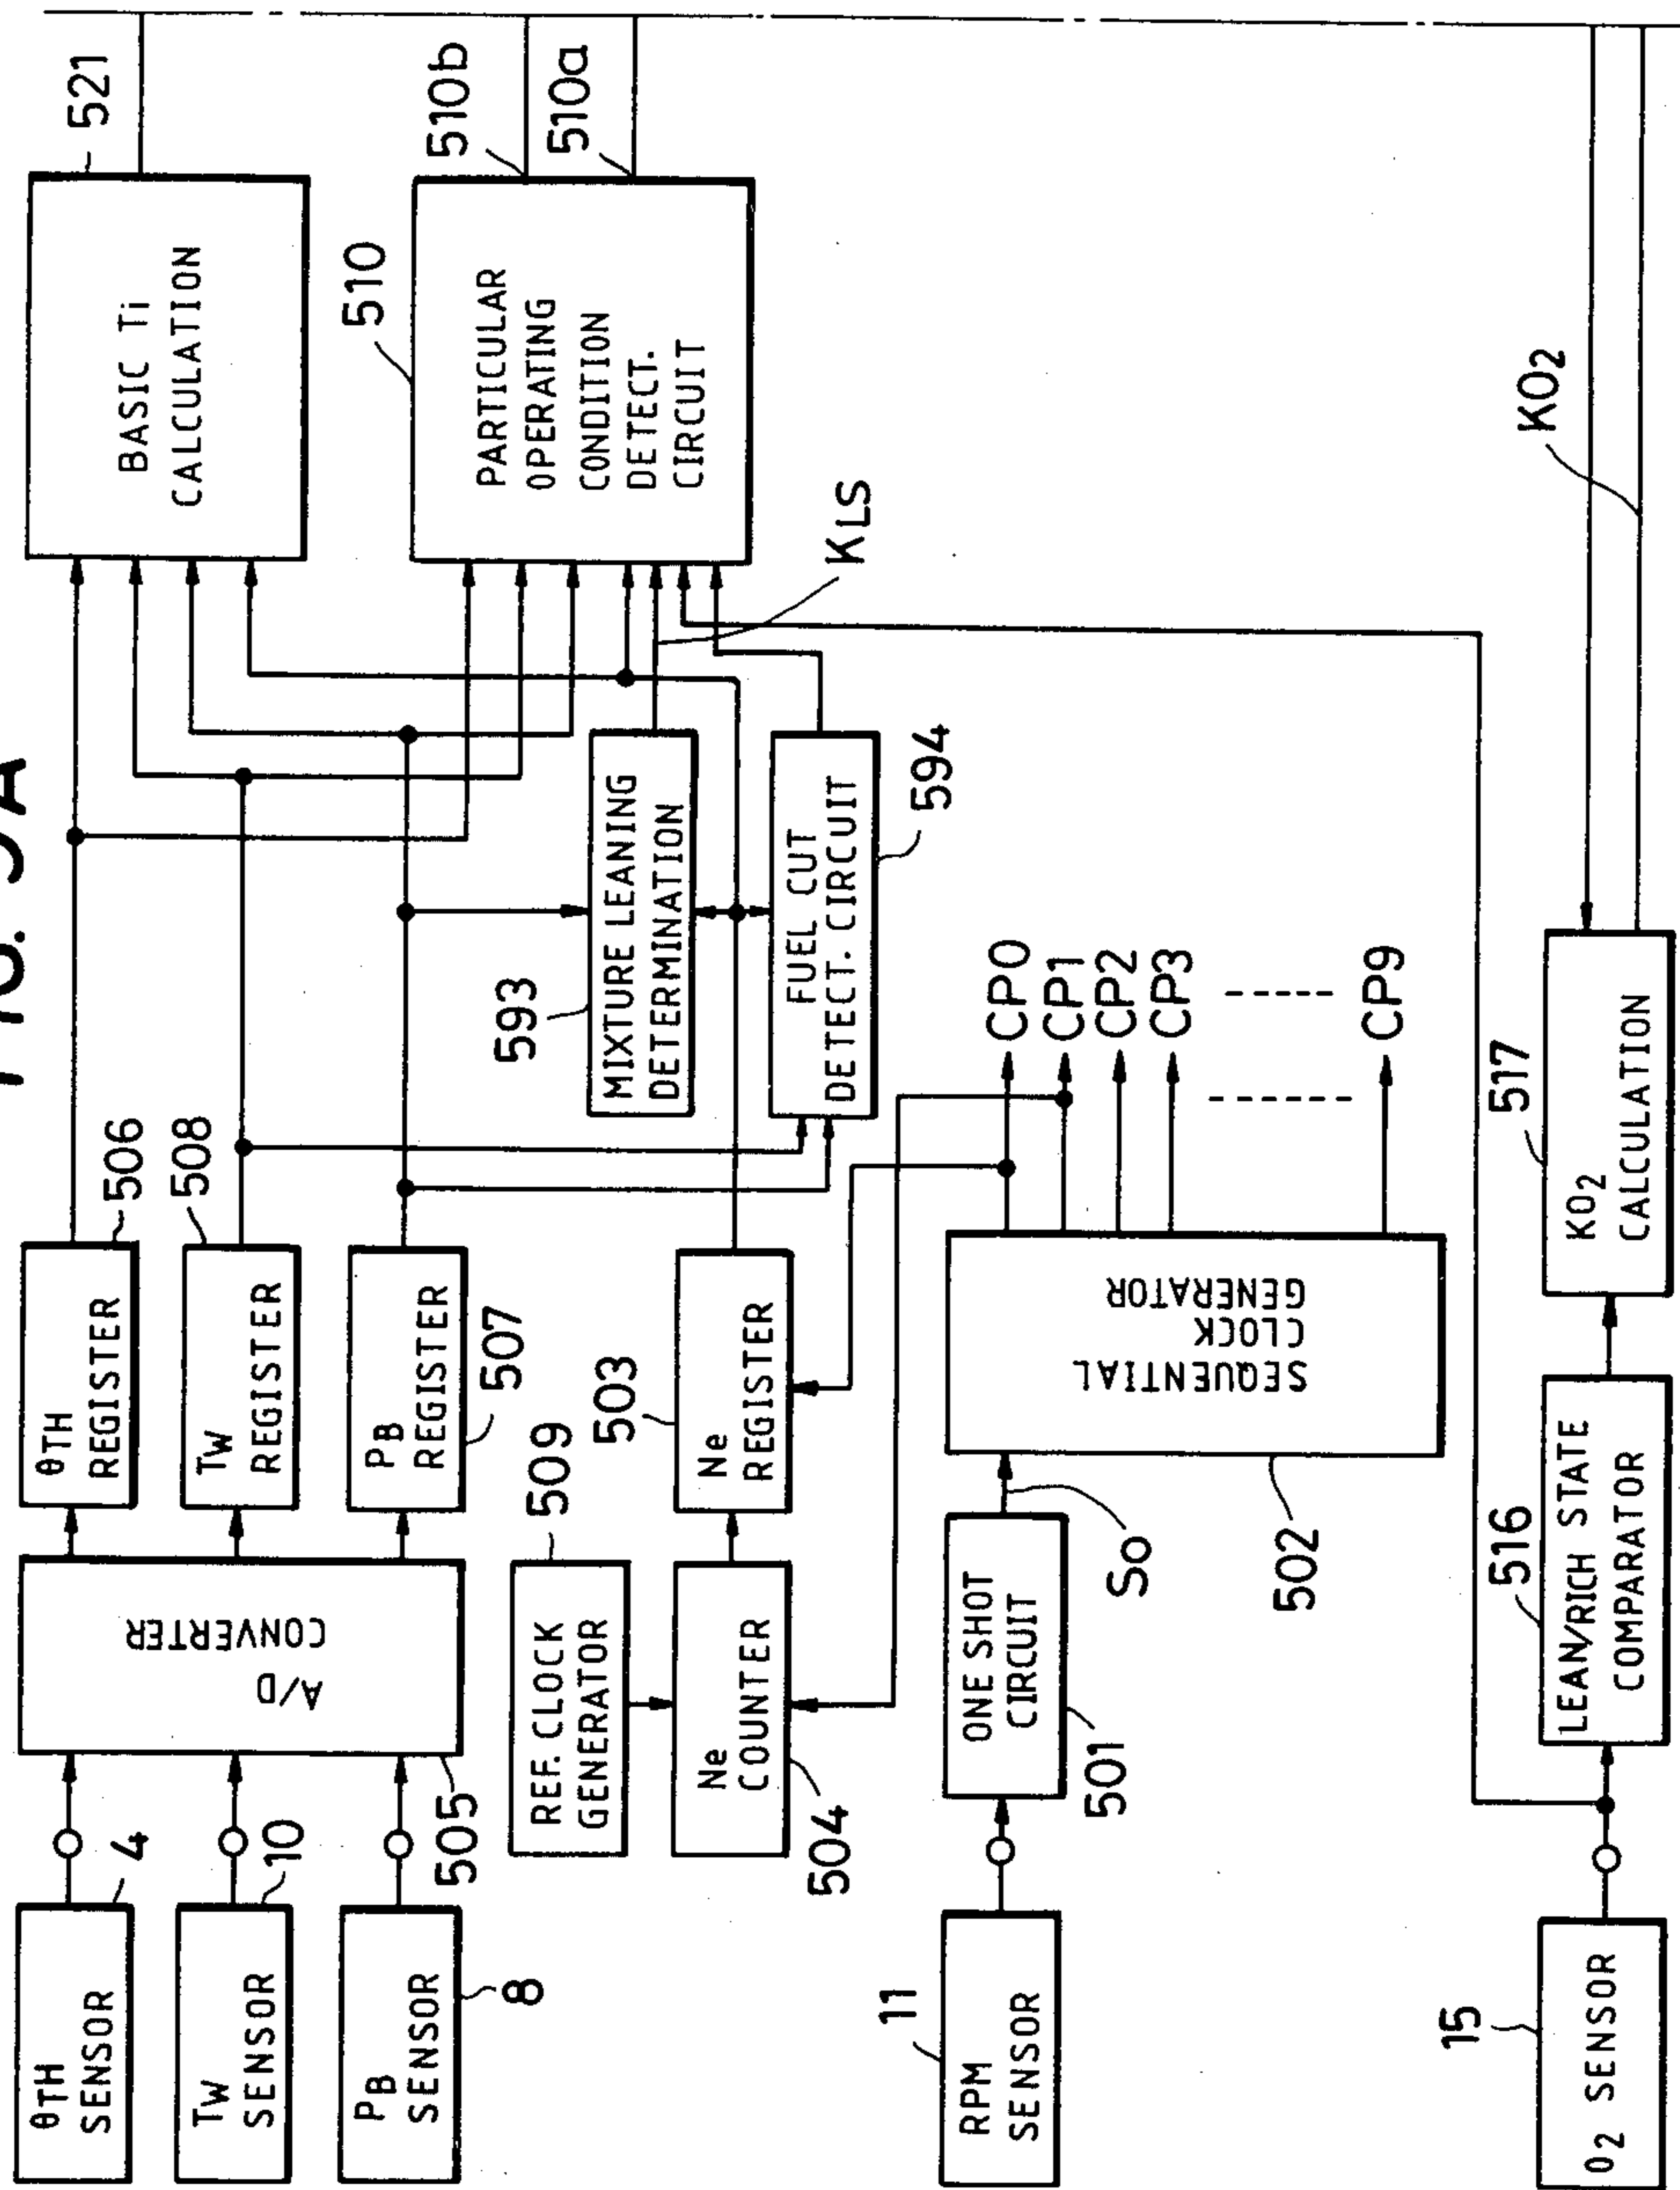 FIG. 5A
θTH
SENSOR
4
TW
SENSOR
10
PB
SENSOR
8
A/D
CONVERTER
505
θTH
REGISTER
506
TW
REGISTER
508
PB
REGISTER
507
BASIC Ti
CALCULATION
521
PARTICULAR
OPERATING
CONDITION
DETECT.
CIRCUIT
510
510b
510a
KLS
MIXTURE LEANING
DETERMINATION
593
FUEL CUT
DETECT. CIRCUIT
594
REF. CLOCK
GENERATOR
509
Ne
COUNTER
504
Ne
REGISTER
503
RPM
SENSOR
11
ONE SHOT
CIRCUIT
501
So
SEQUENTIAL
CLOCK
GENERATOR
502
CP0
CP1
CP2
CP3
CP9
O2 SENSOR
15
LEAN/RICH STATE
COMPARATOR
516
KO2
CALCULATION
517
KO2